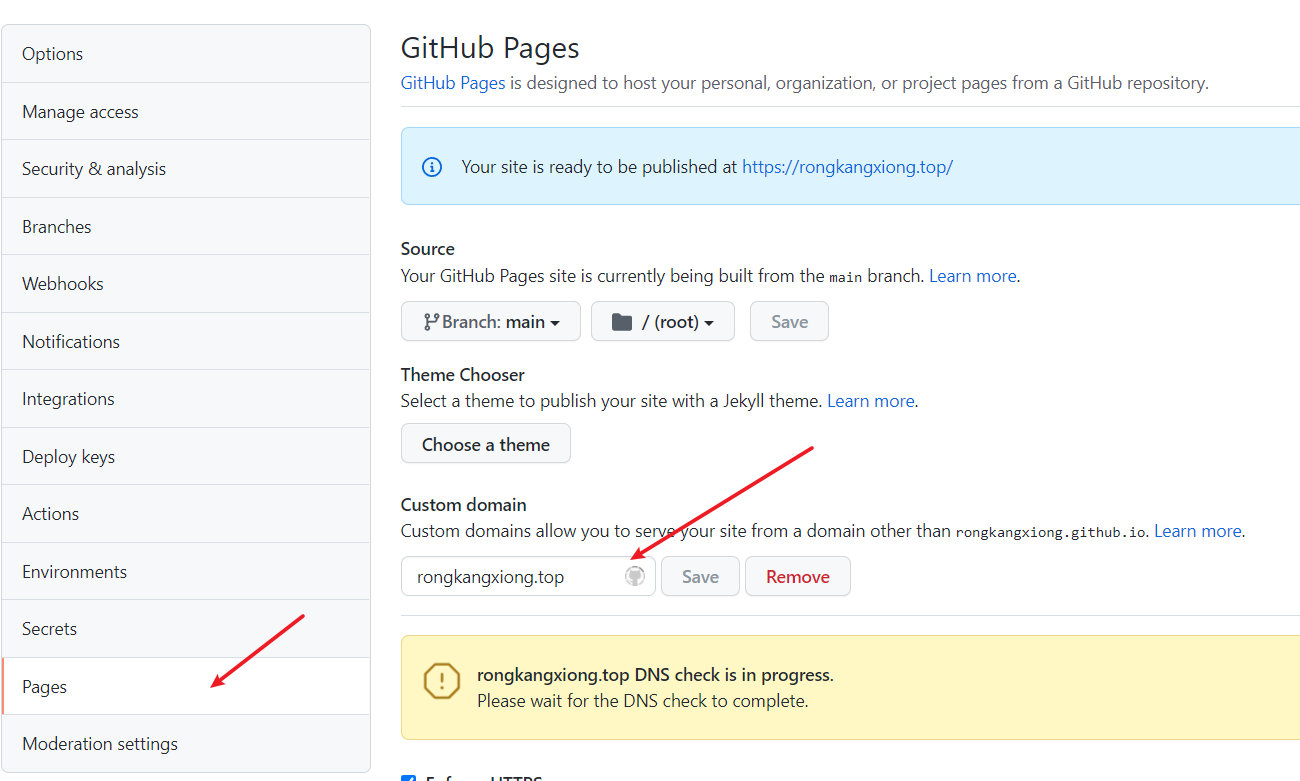 Options
Manage access
Security & analysis
Branches
Webhooks
Notifications
Integrations
Deploy keys
Actions
Environments
Secrets
Pages
Moderation settings
GitHub Pages
GitHub Pages is designed to host your personal, organization, or project pages from a GitHub repository.
Your site is ready to be published at https://rongkangxiong.top/
Source
Your GitHub Pages site is currently being built from the main branch. Learn more.
Branch: main / (root) Save
Theme Chooser
Select a theme to publish your site with a Jekyll theme. Learn more.
Choose a theme
Custom domain
Custom domains allow you to serve your site from a domain other than rongkangxiong.github.io. Learn more.
rongkangxiong.top Save Remove
rongkangxiong.top DNS check is in progress.
Please wait for the DNS check to complete.